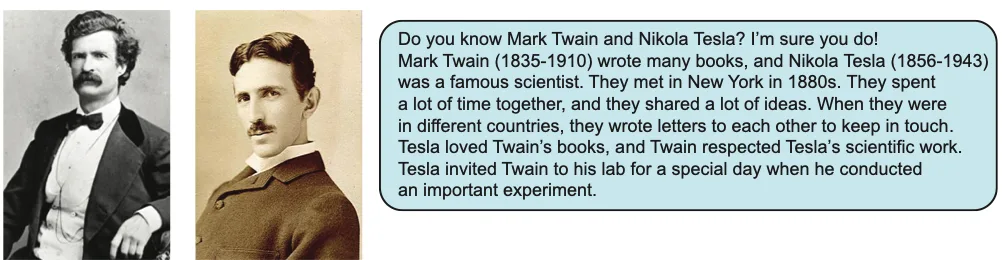 Do you know Mark Twain and Nikola Tesla? I’m sure you do!
Mark Twain (1835-1910) wrote many books, and Nikola Tesla (1856-1943)
was a famous scientist. They met in New York in 1880s. They spent
a lot of time together, and they shared a lot of ideas. When they were
in different countries, they wrote letters to each other to keep in touch.
Tesla loved Twain’s books, and Twain respected Tesla’s scientific work.
Tesla invited Twain to his lab for a special day when he conducted
an important experiment.